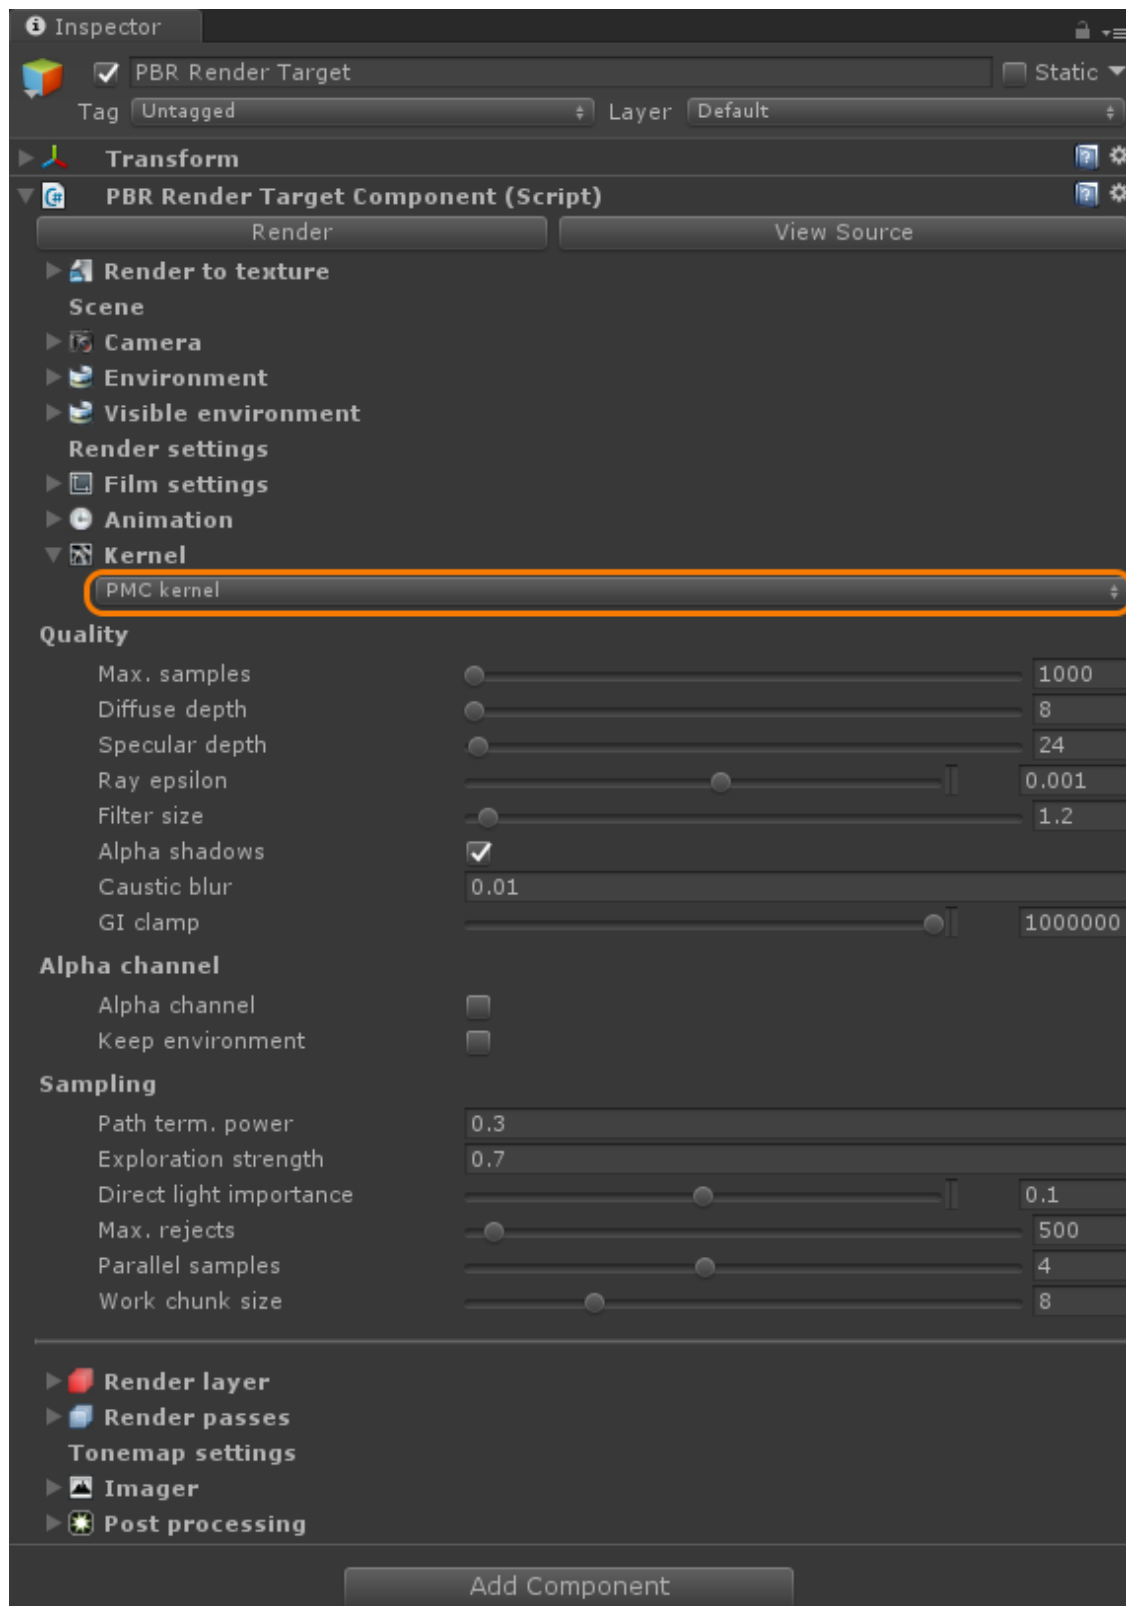 Inspector
PBR Render Target Static
Tag Untagged Layer Default
Transform
PBR Render Target Component (Script)
Render View Source
Render to texture
Scene
Camera
Environment
Visible environment
Render settings
Film settings
Animation
Kernel
PMC kernel
Quality
Max. samples 1000
Diffuse depth 8
Specular depth 24
Ray epsilon 0.001
Filter size 1.2
Alpha shadows
Caustic blur 0.01
GI clamp 1000000
Alpha channel
Alpha channel
Keep environment
Sampling
Path term. power 0.3
Exploration strength 0.7
Direct light importance 0.1
Max. rejects 500
Parallel samples 4
Work chunk size 8
Render layer
Render passes
Tonemap settings
Imager
Post processing
Add Component